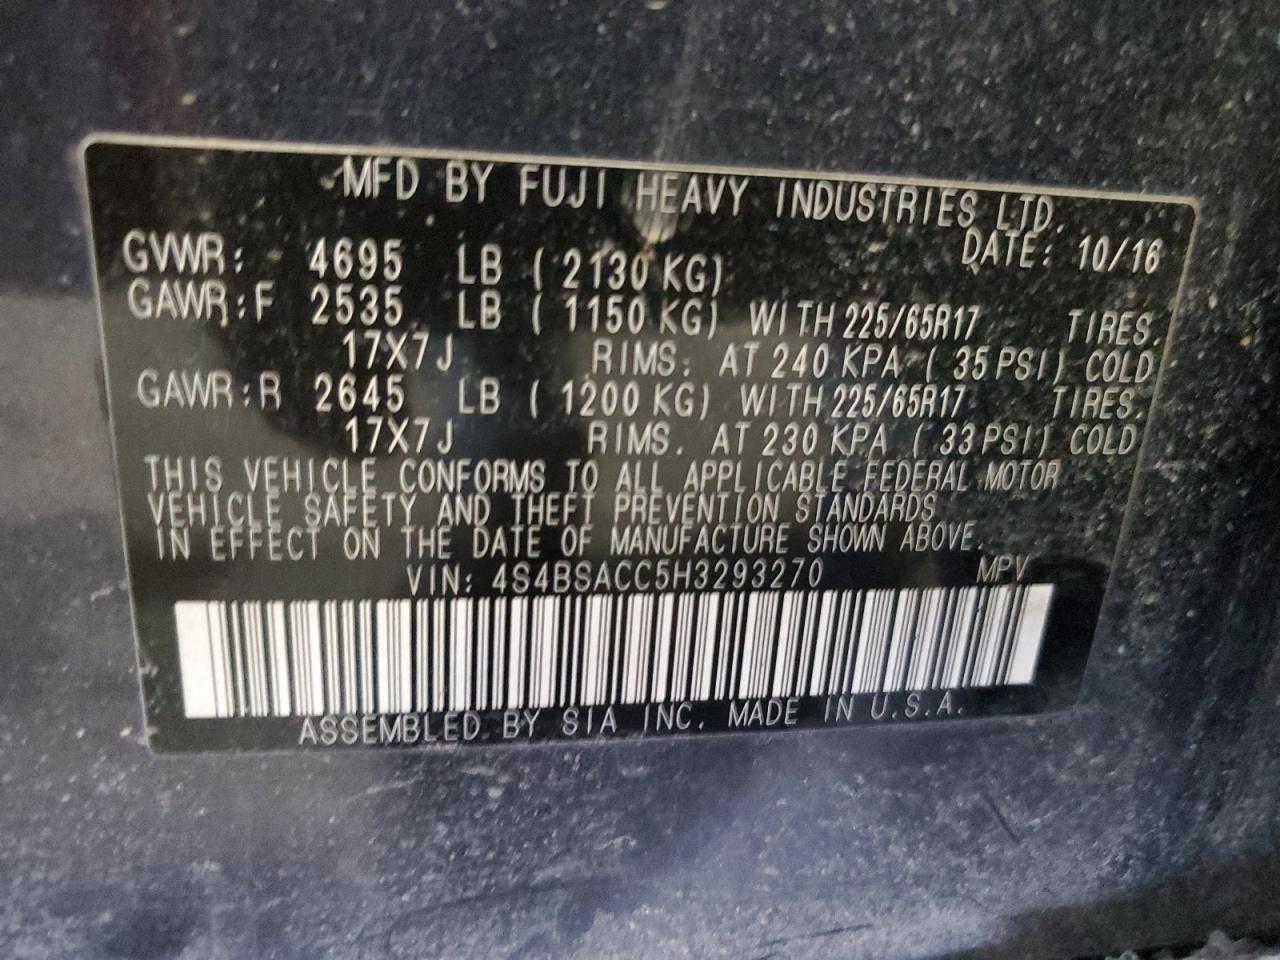 MFD BY FUJI HEAVY INDUSTRIES LTD.
DATE: 10/16
GVWR: 4695 LB ( 2130 KG)
GAWR: F 2535 LB ( 1150 KG) WITH 225/65R17 TIRES.
17X7J RIMS: AT 240 KPA ( 35 PSI) COLD
GAWR: R 2645 LB ( 1200 KG) WITH 225/65R17 TIRES.
17X7J RIMS. AT 230 KPA ( 33 PSI) COLD
THIS VEHICLE CONFORMS TO ALL APPLICABLE FEDERAL MOTOR
VEHICLE SAFETY AND THEFT PREVENTION STANDARDS
IN EFFECT ON THE DATE OF MANUFACTURE SHOWN ABOVE.
VIN: 4S4BSACC5H3293270 MPV
ASSEMBLED BY SIA INC. MADE IN U.S.A.